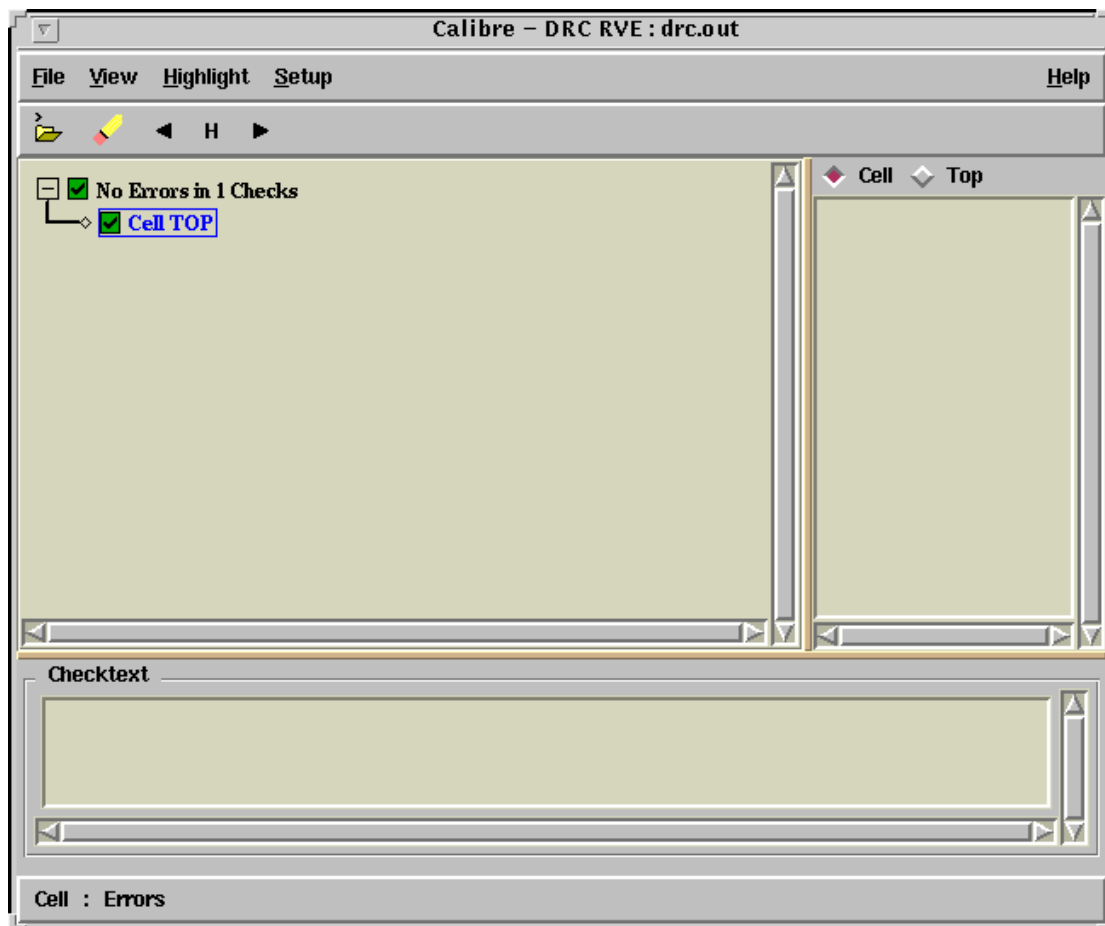 Calibre – DRC RVE : drc.out
File View Highlight Setup Help
H
No Errors in 1 Checks
Cell TOP
Cell Top
Checktext
Cell : Errors